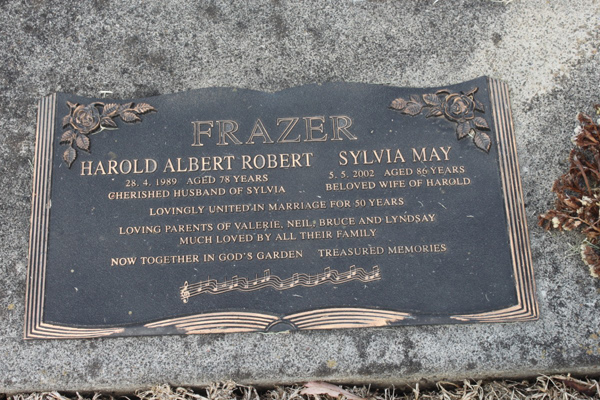 FRAZER
HAROLD ALBERT ROBERT SYLVIA MAY
28. 4. 1989 AGED 78 YEARS 5. 5. 2002 AGED 86 YEARS
CHERISHED HUSBAND OF SYLVIA BELOVED WIFE OF HAROLD
LOVINGLY UNITED IN MARRIAGE FOR 50 YEARS
LOVING PARENTS OF VALERIE, NEIL, BRUCE AND LYNDSAY
MUCH LOVED BY ALL THEIR FAMILY
NOW TOGETHER IN GOD'S GARDEN TREASURED MEMORIES